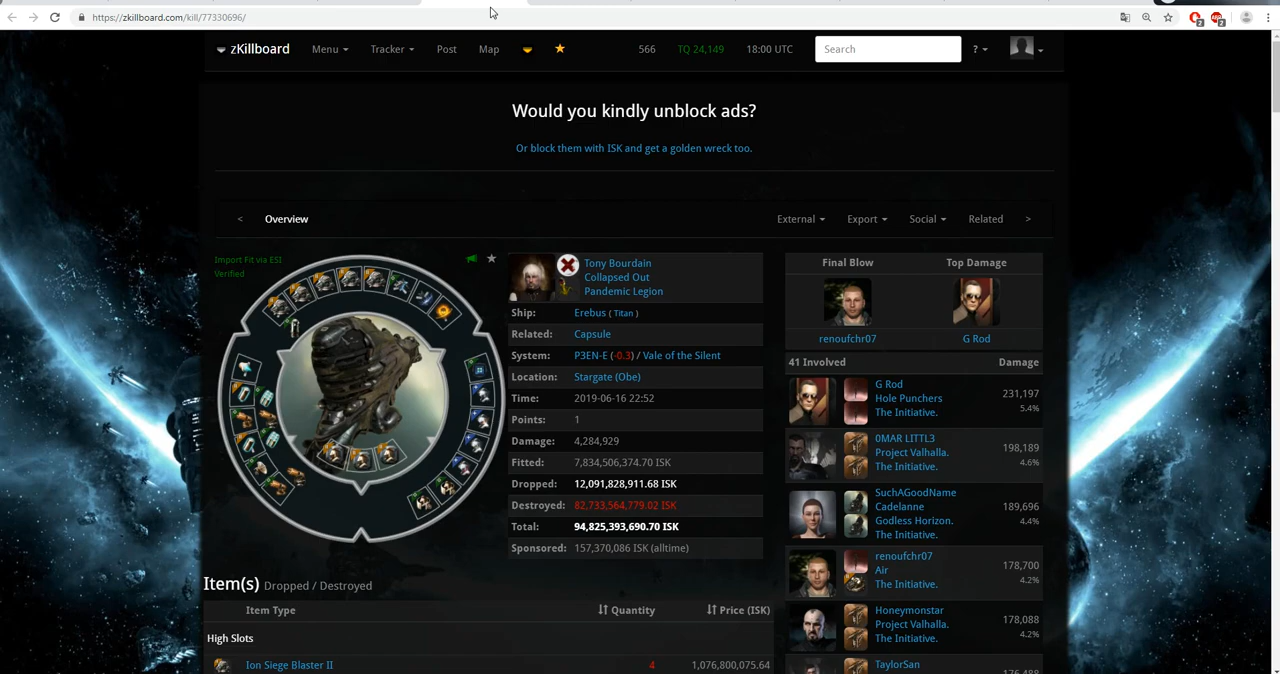 https://zkillboard.com/kill/77330696/
2
2
zKillboard
Menu
Tracker
Post
Map
566
TQ 24,149
18:00 UTC
Search
?
Would you kindly unblock ads?
Or block them with ISK and get a golden wreck too.
<
Overview
External
Export
Social
Related
>
Import Fit via ESI
Verified
Tony Bourdain
Collapsed Out
Pandemic Legion
Ship: Erebus ( Titan )
Related: Capsule
System: P3EN-E (-0.3) / Vale of the Silent
Location: Stargate (Obe)
Time: 2019-06-16 22:52
Points: 1
Damage: 4,284,929
Fitted: 7,834,506,374.70 ISK
Dropped: 12,091,828,911.68 ISK
Destroyed: 82,733,564,779.02 ISK
Total: 94,825,393,690.70 ISK
Sponsored: 157,370,086 ISK (alltime)
Item(s) Dropped / Destroyed
Item Type Quantity Price (ISK)
High Slots
Ion Siege Blaster II 4 1,076,800,075.64
Final Blow Top Damage
renoufchr07 G Rod
41 Involved Damage
G Rod
Hole Punchers
The Initiative.
231,197
5.4%
0MAR LITTL3
Project Valhalla.
The Initiative.
198,189
4.6%
SuchAGoodName
Cadelanne
Godless Horizon.
The Initiative.
189,696
4.4%
renoufchr07
Air
The Initiative.
178,700
4.2%
Honeymonstar
Project Valhalla.
The Initiative.
178,088
4.2%
TaylorSan
176,488